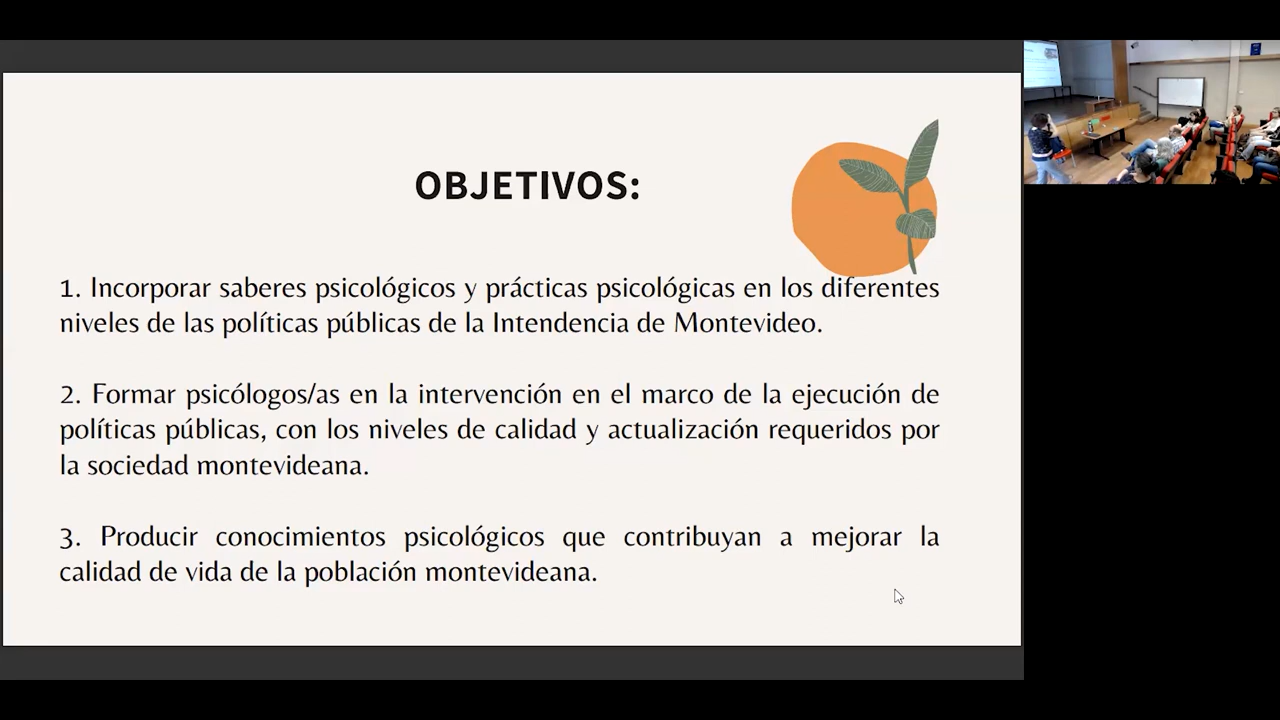 OBJETIVOS:
1. Incorporar saberes psicológicos y prácticas psicológicas en los diferentes
niveles de las políticas públicas de la Intendencia de Montevideo.
2. Formar psicólogos/as en la intervención en el marco de la ejecución de
políticas públicas, con los niveles de calidad y actualización requeridos por
la sociedad montevideana.
3. Producir conocimientos psicológicos que contribuyan a mejorar la
calidad de vida de la población montevideana.